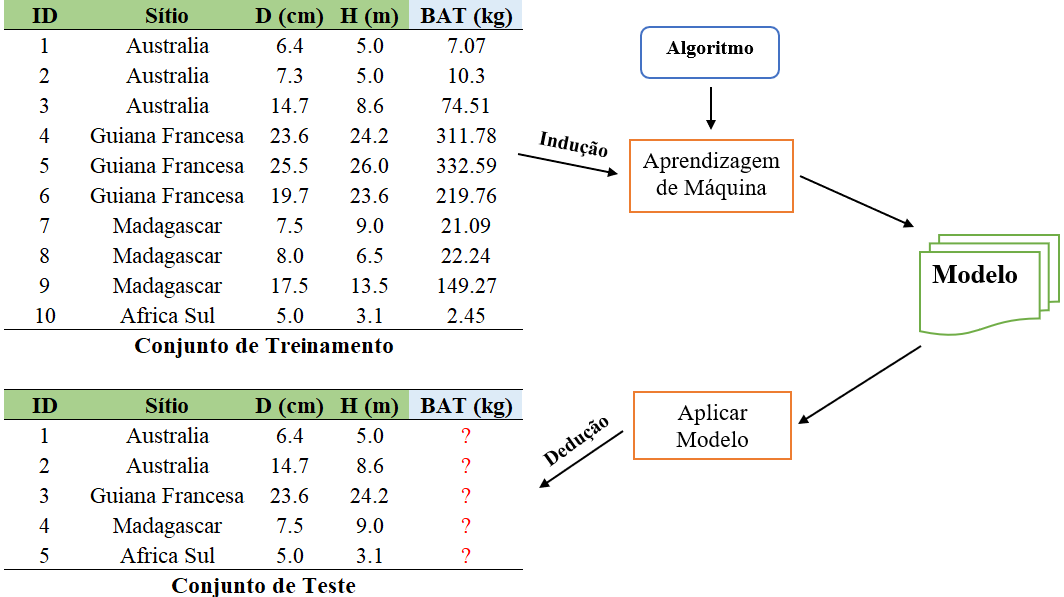 ID Sítio D (cm) H (m) BAT (kg)
1 Australia 6.4 5.0 7.07
2 Australia 7.3 5.0 10.3
3 Australia 14.7 8.6 74.51
4 Guiana Francesa 23.6 24.2 311.78
5 Guiana Francesa 25.5 26.0 332.59
6 Guiana Francesa 19.7 23.6 219.76
7 Madagascar 7.5 9.0 21.09
8 Madagascar 8.0 6.5 22.24
9 Madagascar 17.5 13.5 149.27
10 Africa Sul 5.0 3.1 2.45
Conjunto de Treinamento
Indução
Algoritmo
Aprendizagem
de Máquina
Modelo
Aplicar
Modelo
Dedução
ID Sítio D (cm) H (m) BAT (kg)
1 Australia 6.4 5.0 ?
2 Australia 14.7 8.6 ?
3 Guiana Francesa 23.6 24.2 ?
4 Madagascar 7.5 9.0 ?
5 Africa Sul 5.0 3.1 ?
Conjunto de Teste